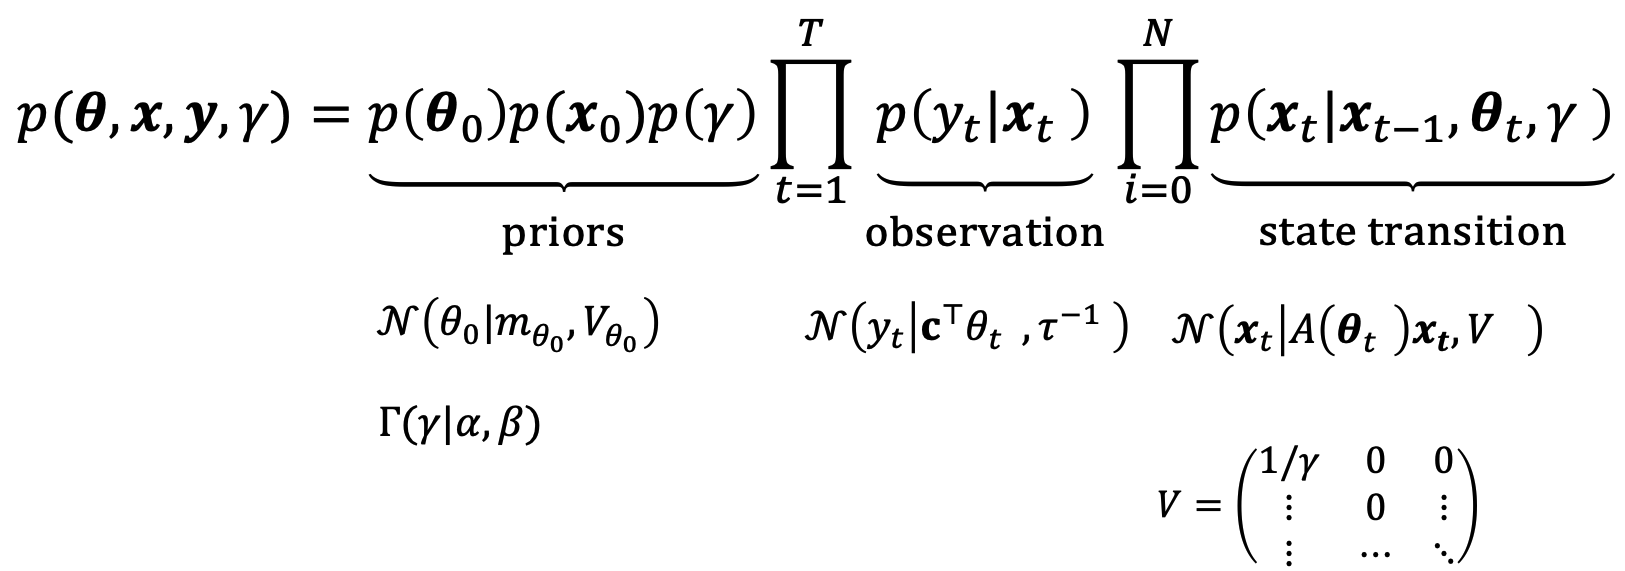 p(θ, x, y, γ) = p(θ₀)p(x₀)p(γ) ∏_{t=1}^{T} p(y_t|x_t ) ∏_{i=0}^{N} p(x_t|x_{t−1}, θ_t, γ )
priors observation state transition
𝒩(θ₀|m_{θ₀}, V_{θ₀}) 𝒩(y_t|c^⊤θ_t , τ^{−1} ) 𝒩(x_t|A(θ_t )x_t, V )
Γ(γ|α, β)
V = (1/γ 0 0
⋮ 0 ⋮
⋮ ⋯ ⋱)